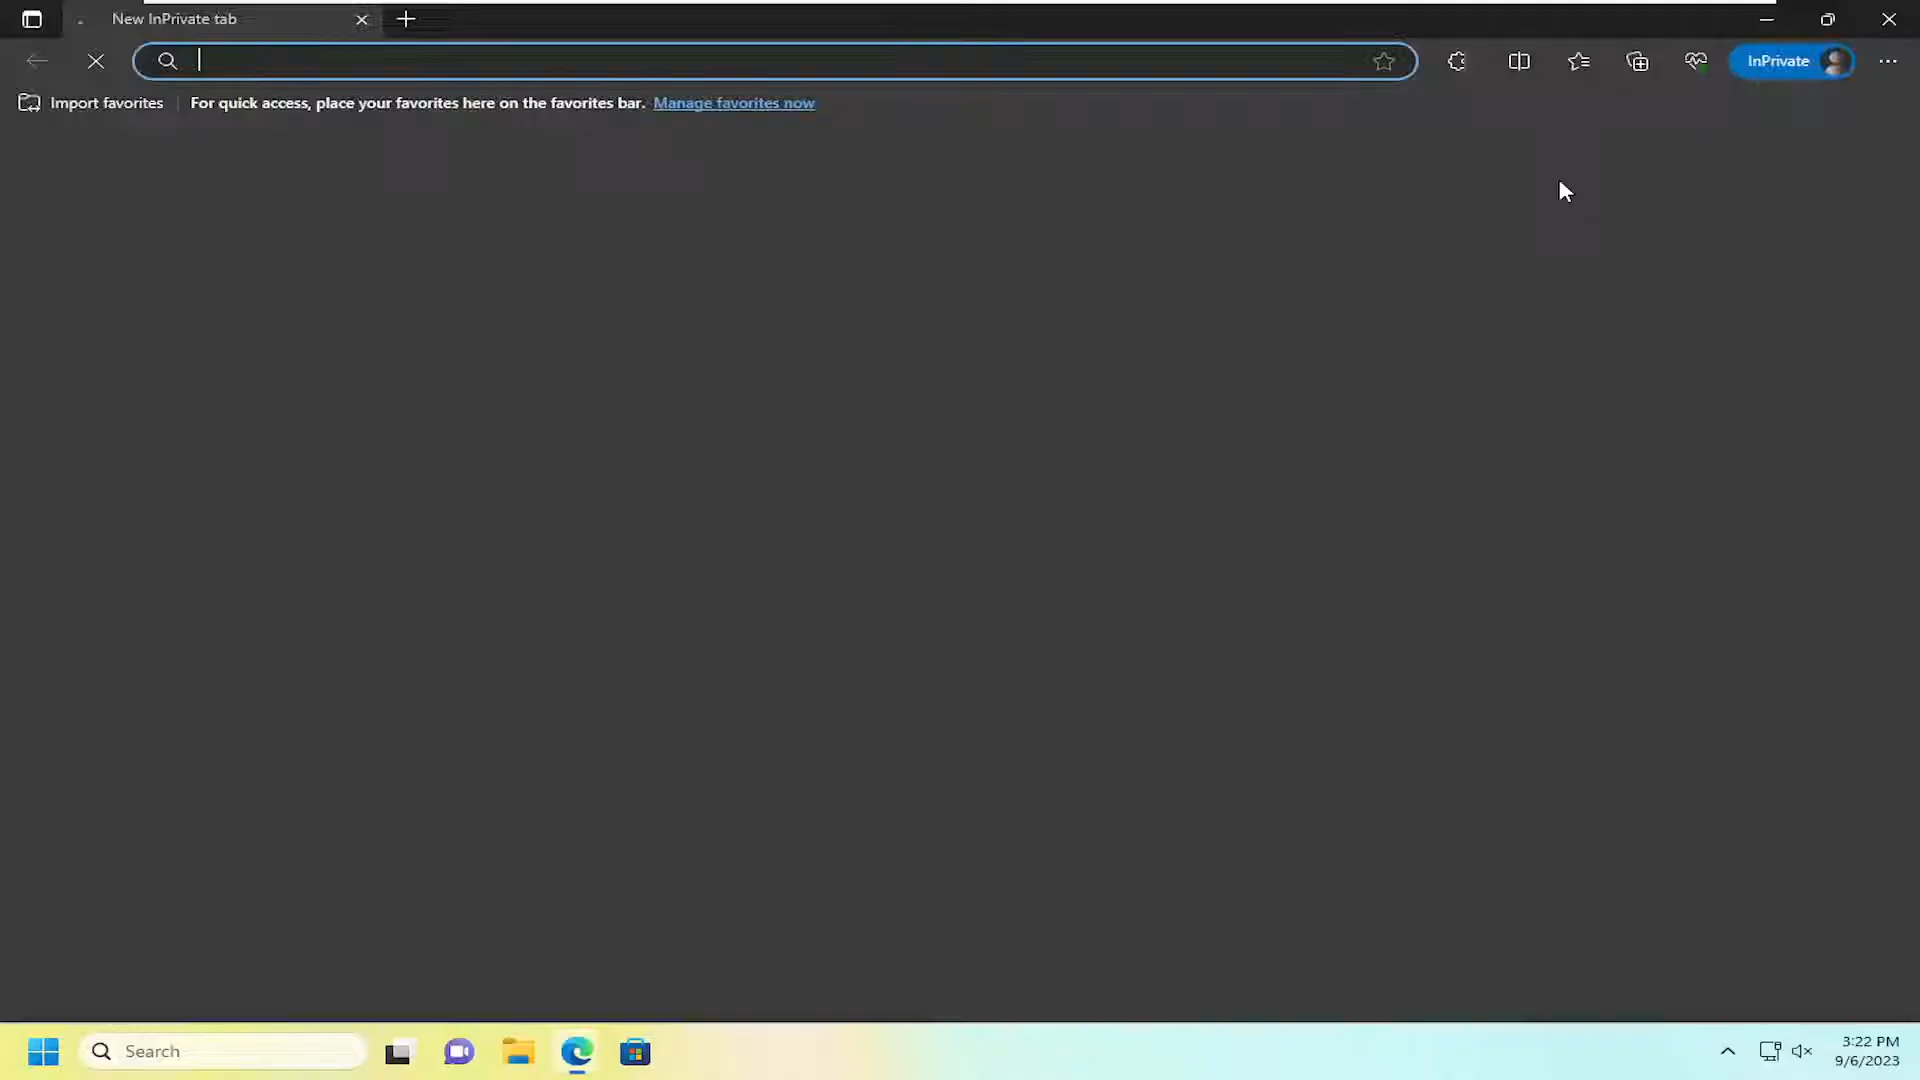 New InPrivate tab
InPrivate
Import favorites
For quick access, place your favorites here on the favorites bar. Manage favorites now
Search
3:22 PM
9/6/2023